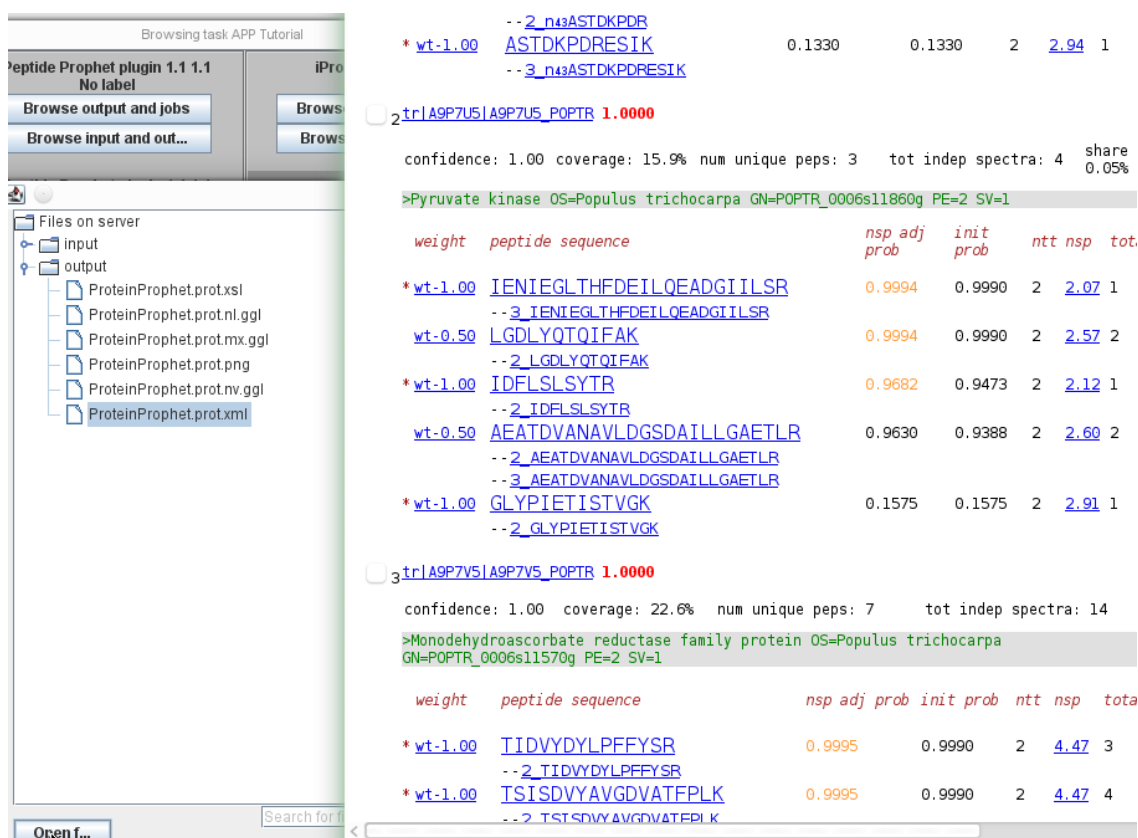 Browsing task APP Tutorial
Peptide Prophet plugin 1.1 1.1
No label
Browse output and jobs
Browse input and out...
iPro
Brows
Brows
Files on server
input
output
ProteinProphet.prot.xsl
ProteinProphet.prot.nl.ggl
ProteinProphet.prot.mx.ggl
ProteinProphet.prot.png
ProteinProphet.prot.nv.ggl
ProteinProphet.prot.xml
Search for f
Open f...
--2_n43ASTDKPDR
* wt-1.00 ASTDKPDRESIK 0.1330 0.1330 2 2.94 1
--3_n43ASTDKPDRESIK
2 tr|A9P7U5|A9P7U5_POPTR 1.0000
confidence: 1.00 coverage: 15.9% num unique peps: 3 tot indep spectra: 4 share 0.05%
>Pyruvate kinase OS=Populus trichocarpa GN=POPTR_0006s11860g PE=2 SV=1
weight peptide sequence nsp adj prob init prob ntt nsp tota
* wt-1.00 IENIEGLTHFDEILQEADGIILSR 0.9994 0.9990 2 2.07 1
--3_IENIEGLTHFDEILQEADGIILSR
wt-0.50 LGDLYQTQIFAK 0.9994 0.9990 2 2.57 2
--2_LGDLYQTQIFAK
* wt-1.00 IDFLSLSYTR 0.9682 0.9473 2 2.12 1
--2_IDFLSLSYTR
wt-0.50 AEATDVANAVLDGSDAILLGAETLR 0.9630 0.9388 2 2.60 2
--2_AEATDVANAVLDGSDAILLGAETLR
--3_AEATDVANAVLDGSDAILLGAETLR
* wt-1.00 GLYPIETISTVGK 0.1575 0.1575 2 2.91 1
--2_GLYPIETISTVGK
3 tr|A9P7V5|A9P7V5_POPTR 1.0000
confidence: 1.00 coverage: 22.6% num unique peps: 7 tot indep spectra: 14
>Monodehydroascorbate reductase family protein OS=Populus trichocarpa
GN=POPTR_0006s11570g PE=2 SV=1
weight peptide sequence nsp adj prob init prob ntt nsp total
* wt-1.00 TIDVYDYLPFFYSR 0.9995 0.9990 2 4.47 3
--2_TIDVYDYLPFFYSR
* wt-1.00 TSISDVYAVGDVATFPLK 0.9995 0.9990 2 4.47 4
--2_TSISDVYAVGDVATFPLK